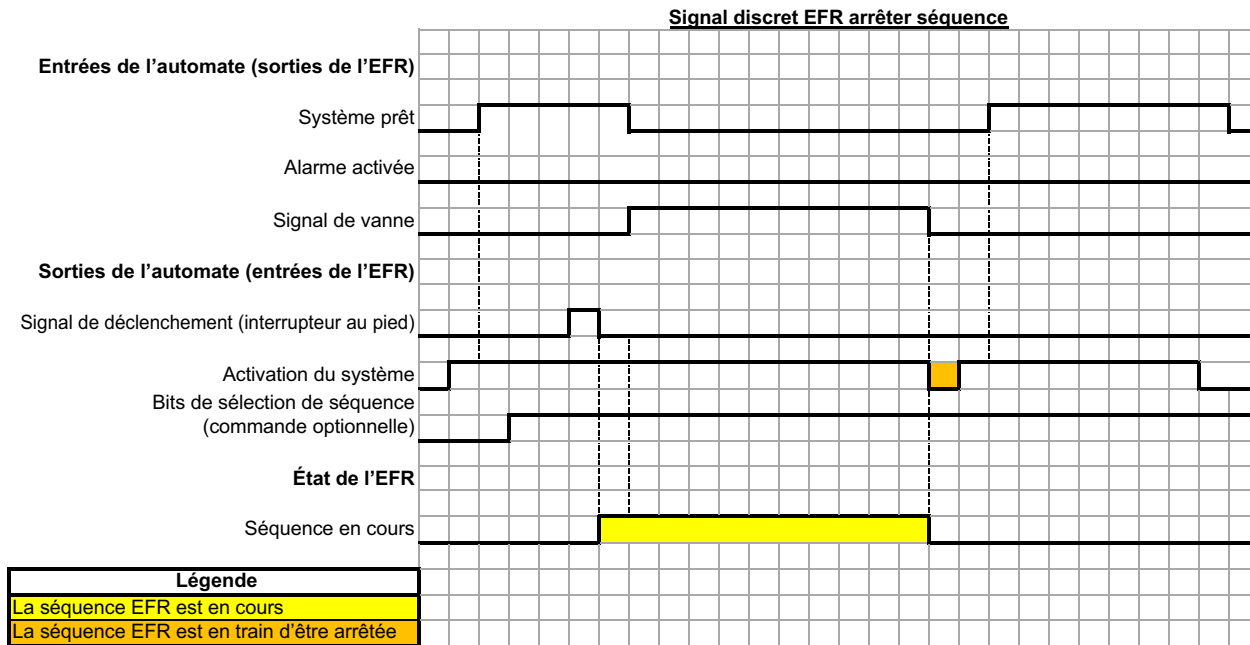 Signal discret EFR arrêter séquence
Entrées de l’automate (sorties de l’EFR)
Système prêt
Alarme activée
Signal de vanne
Sorties de l’automate (entrées de l’EFR)
Signal de déclenchement (interrupteur au pied)
Activation du système
Bits de sélection de séquence
(commande optionnelle)
État de l’EFR
Séquence en cours
Légende
La séquence EFR est en cours
La séquence EFR est en train d’être arrêtée